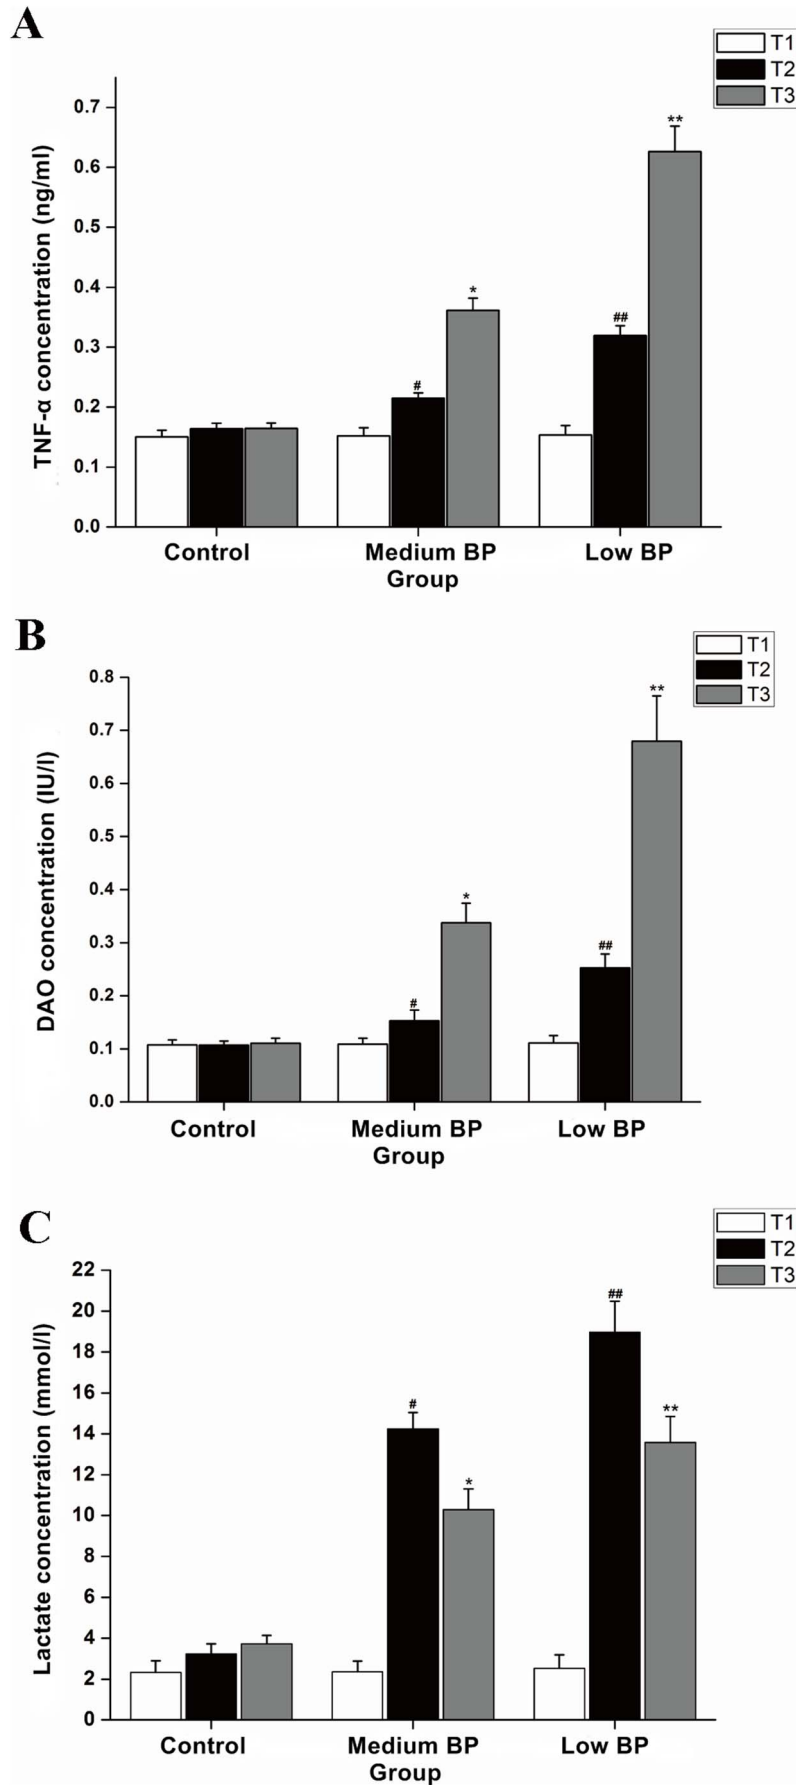 A
T1
T2
T3
TNF-α concentration (ng/ml)
0.7
0.6
0.5
0.4
0.3
0.2
0.1
0.0
**
*
##
#
Control
Medium BP
Low BP
Group
B
T1
T2
T3
DAO concentration (IU/l)
0.8
0.7
0.6
0.5
0.4
0.3
0.2
0.1
0.0
**
*
##
#
Control
Medium BP
Low BP
Group
C
T1
T2
T3
Lactate concentration (mmol/l)
22
20
18
16
14
12
10
8
6
4
2
0
##
#
**
*
Control
Medium BP
Low BP
Group